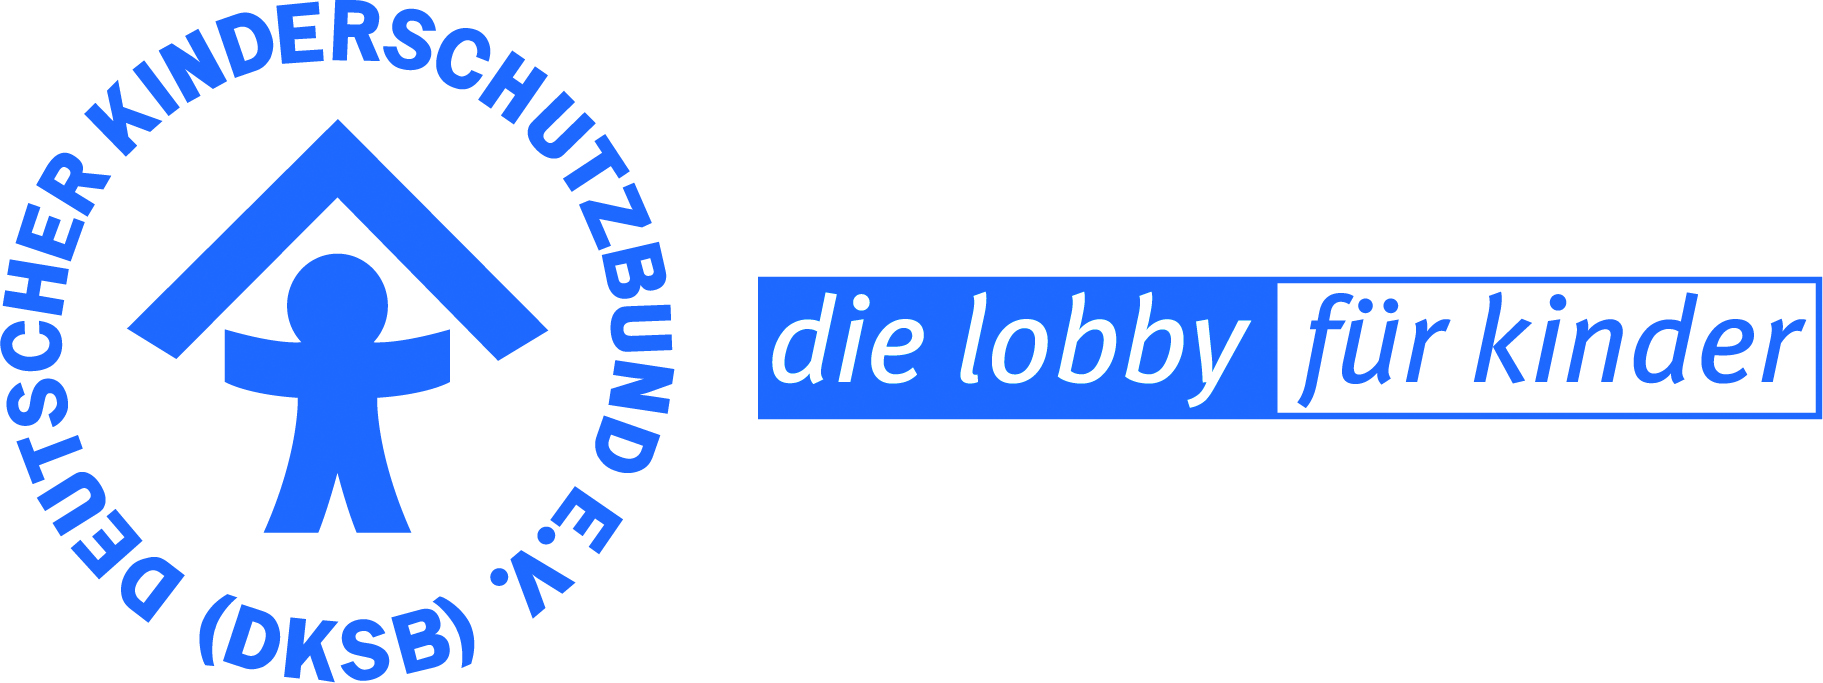 DEUTSCHER KINDERSCHUTZBUND E.V.
(DKSB)
die lobby für kinder